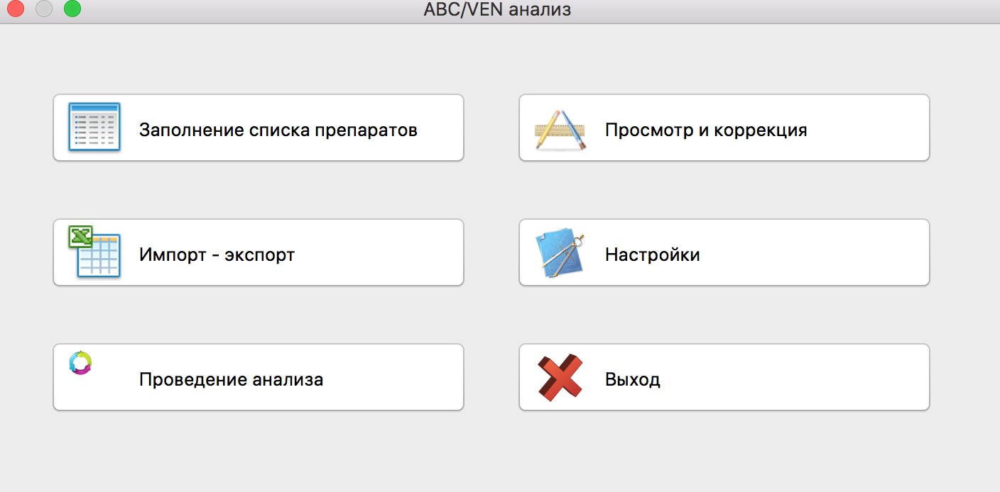 ABC/VEN анализ
Заполнение списка препаратов
Просмотр и коррекция
Импорт - экспорт
Настройки
Проведение анализа
Выход